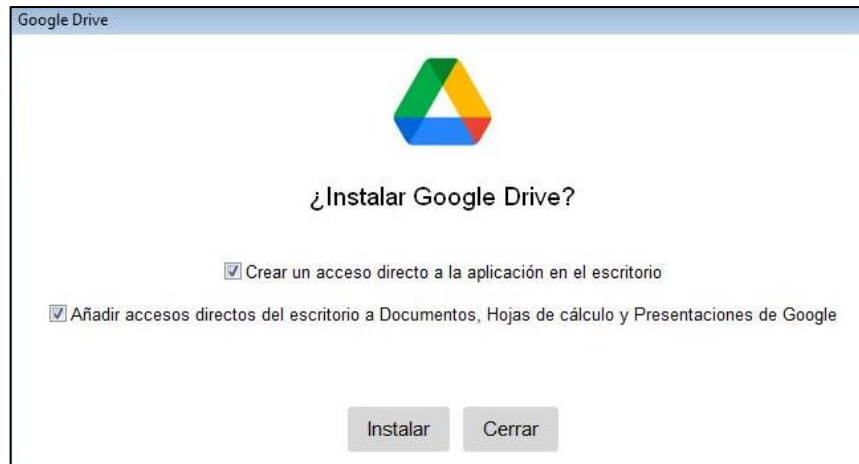 Google Drive
¿Instalar Google Drive?
Crear un acceso directo a la aplicación en el escritorio
Añadir accesos directos del escritorio a Documentos, Hojas de cálculo y Presentaciones de Google
Instalar Cerrar